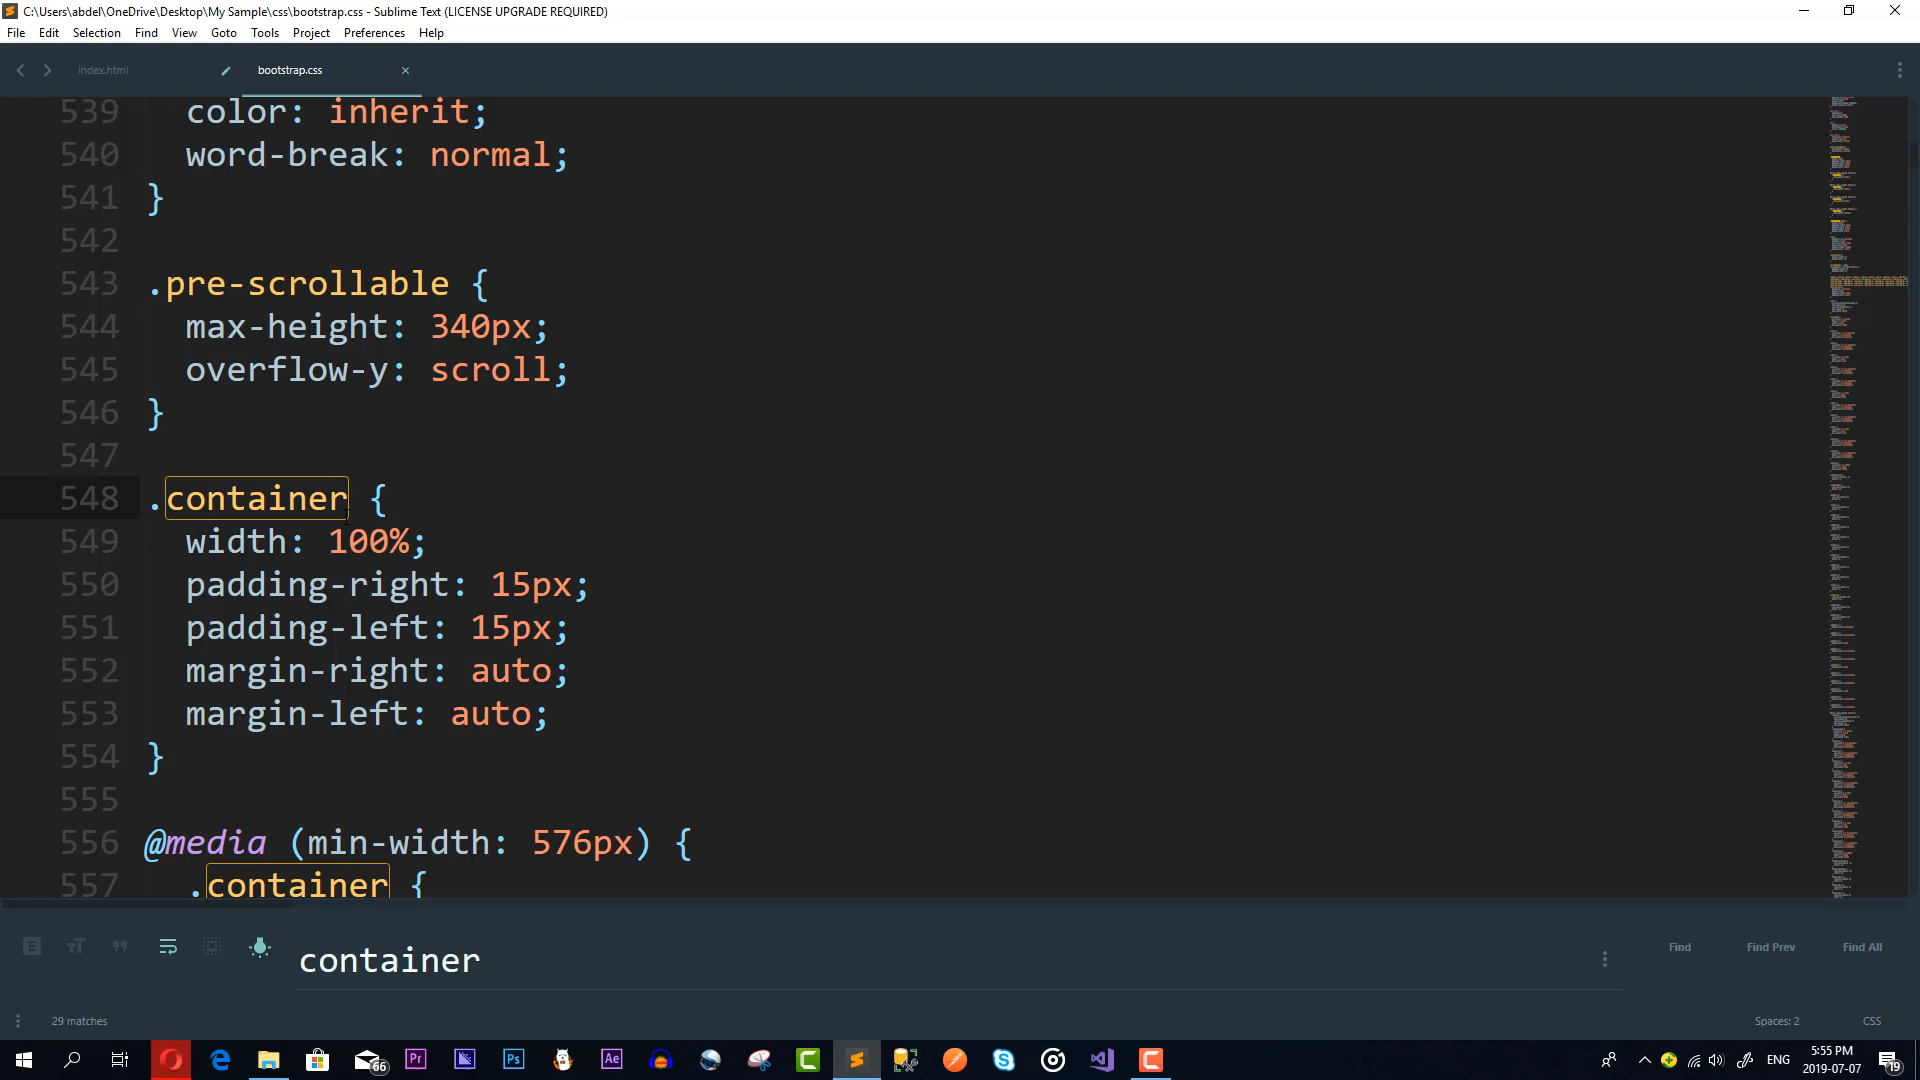 C:\Users\abdel\OneDrive\Desktop\My Sample\css\bootstrap.css - Sublime Text (LICENSE UPGRADE REQUIRED)
File Edit Selection Find View Goto Tools Project Preferences Help
index.html bootstrap.css
539 color: inherit;
540 word-break: normal;
541 }
542
543 .pre-scrollable {
544 max-height: 340px;
545 overflow-y: scroll;
546 }
547
548 .container {
549 width: 100%;
550 padding-right: 15px;
551 padding-left: 15px;
552 margin-right: auto;
553 margin-left: auto;
554 }
555
556 @media (min-width: 576px) {
557 .container {
container
Find Find Prev Find All
29 matches Spaces: 2 CSS
66 Pr Ps Ae ENG 5:55 PM
2019-07-07 19